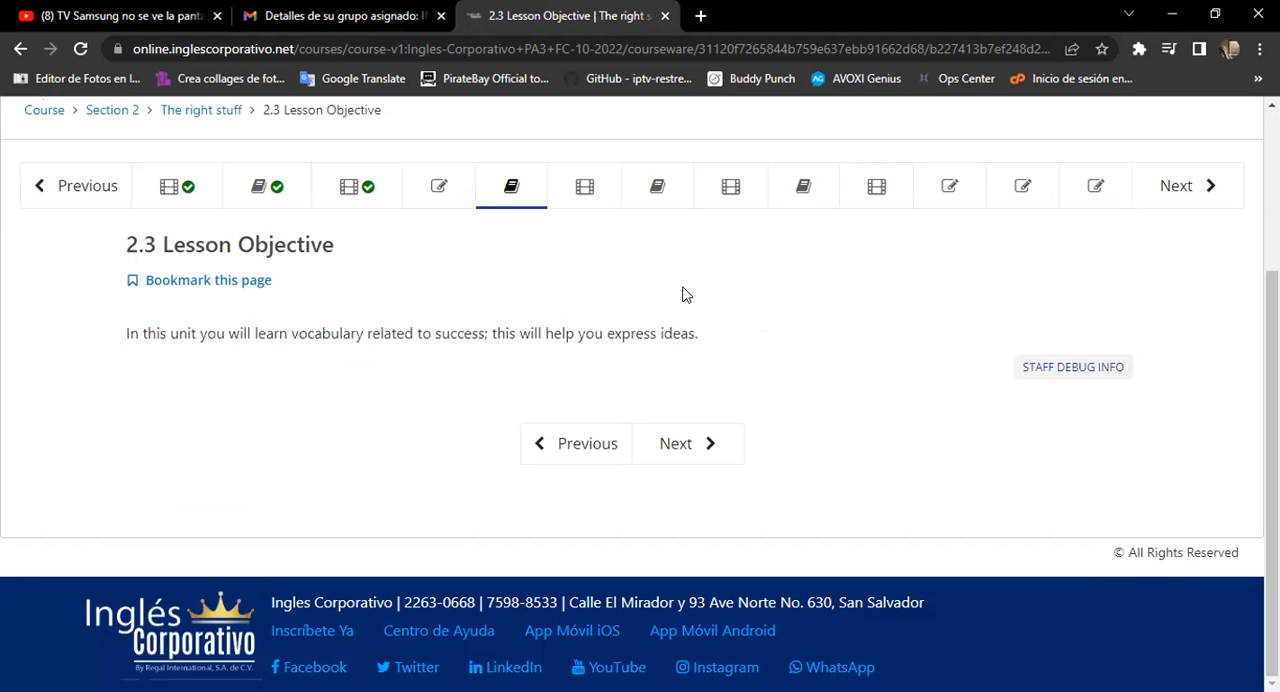 (8) TV Samsung no se ve la panta
Detalles de su grupo asignado: I
2.3 Lesson Objective | The right s
online.inglescorporativo.net/courses/course-v1:Ingles-Corporativo+PA3+FC-10-2022/courseware/31120f7265844b759e637ebb91662d68/b227413b7ef248d2...
Editor de Fotos en l...
Crea collages de fot...
Google Translate
PirateBay Official to...
GitHub - iptv-restre...
Buddy Punch
AVOXI Genius
Ops Center
Inicio de sesión en...
»
Course > Section 2 > The right stuff > 2.3 Lesson Objective
Previous
Next
2.3 Lesson Objective
Bookmark this page
In this unit you will learn vocabulary related to success; this will help you express ideas.
STAFF DEBUG INFO
Previous
Next
© All Rights Reserved
Inglés Corporativo
By Regal International, S.A. de C.V.
Ingles Corporativo | 2263-0668 | 7598-8533 | Calle El Mirador y 93 Ave Norte No. 630, San Salvador
Inscríbete Ya
Centro de Ayuda
App Móvil iOS
App Móvil Android
Facebook
Twitter
LinkedIn
YouTube
Instagram
WhatsApp